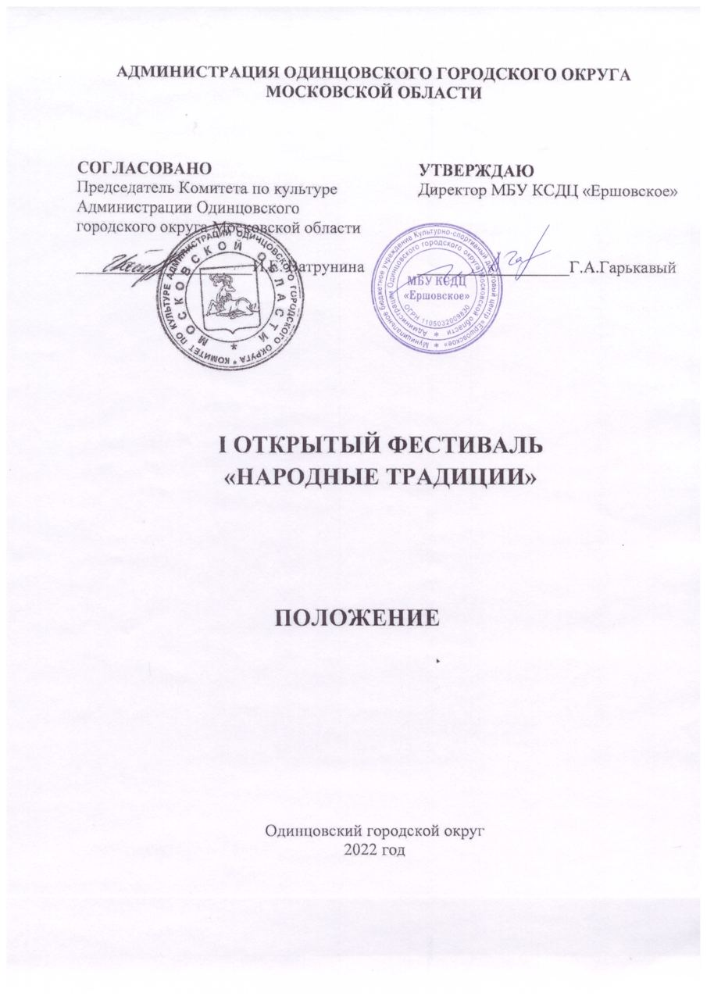 АДМИНИСТРАЦИЯ ОДИНЦОВСКОГО ГОРОДСКОГО ОКРУГА
МОСКОВСКОЙ ОБЛАСТИ
СОГЛАСОВАНО
Председатель Комитета по культуре
Администрации Одинцовского
городского округа Московской области
Ватрунина
КОМИТЕТ ПО КУЛЬТУРЕ АДМИНИСТРАЦИИ ОДИНЦОВСКОГО ГОРОДСКОГО ОКРУГА *
МОСКОВСКОЙ ОБЛАСТИ *
УТВЕРЖДАЮ
Директор МБУ КСДЦ «Ершовское»
Г.А.Гарькавый
Муниципальное бюджетное учреждение Культурно-спортивный досуговый центр «Ершовское» *
Администрации Одинцовского городского округа Московской области *
ОГРН 1105032009830
МБУ КСДЦ
«Ершовское»
I ОТКРЫТЫЙ ФЕСТИВАЛЬ
«НАРОДНЫЕ ТРАДИЦИИ»
ПОЛОЖЕНИЕ
Одинцовский городской округ
2022 год